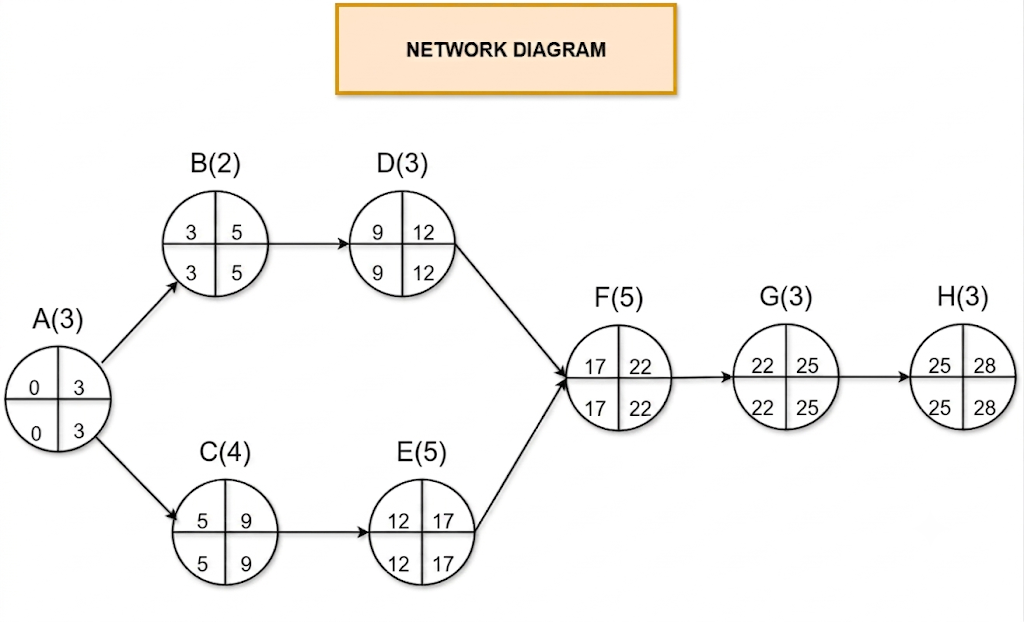 NETWORK DIAGRAM
B(2)
3 5
3 5
D(3)
9 12
9 12
A(3)
0 3
0 3
C(4)
5 9
5 9
E(5)
12 17
12 17
F(5)
17 22
17 22
G(3)
22 25
22 25
H(3)
25 28
25 28